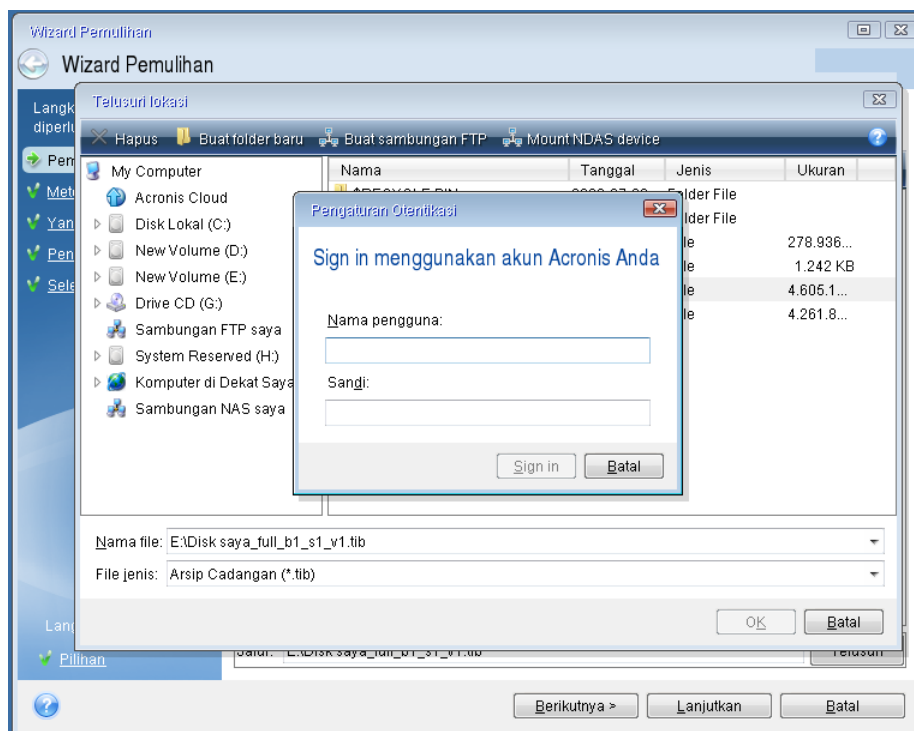 Wizard Pemulihan
Wizard Pemulihan
Telusuri lokasi
Hapus Buat folder baru Buat sambungan FTP Mount NDAS device
My Computer
Acronis Cloud
Disk Lokal (C:)
New Volume (D:)
New Volume (E:)
Drive CD (G:)
Sambungan FTP saya
System Reserved (H:)
Komputer di Dekat Saya
Sambungan NAS saya
Nama Tanggal Jenis Ukuran
278.936...
1.242 KB
4.605.1...
4.261.8...
Pengaturan Otentikasi
Sign in menggunakan akun Acronis Anda
Nama pengguna:
Sandi:
Sign in Batal
Nama file: E:\Disk saya_full_b1_s1_v1.tib
File jenis: Arsip Cadangan (*.tib)
OK Batal
Pilihan
Berikutnya > Lanjutkan Batal